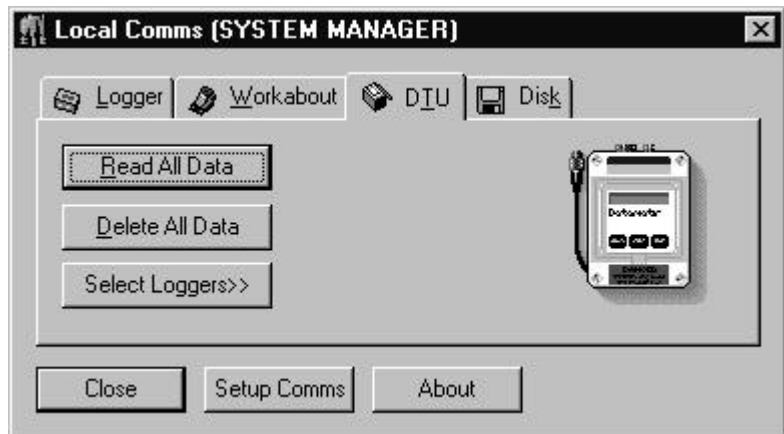 Local Comms (SYSTEM MANAGER)
Logger Workabout DTU Disk
Read All Data
Delete All Data
Select Loggers>>
Close Setup Comms About